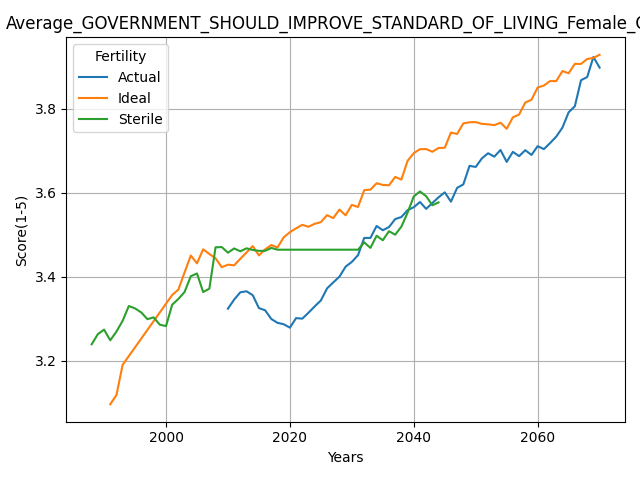 Average_GOVERNMENT_SHOULD_IMPROVE_STANDARD_OF_LIVING_Female_
Fertility
Actual
Ideal
Sterile
Score(1-5)
3.8
3.6
3.4
3.2
2000 2020 2040 2060
Years